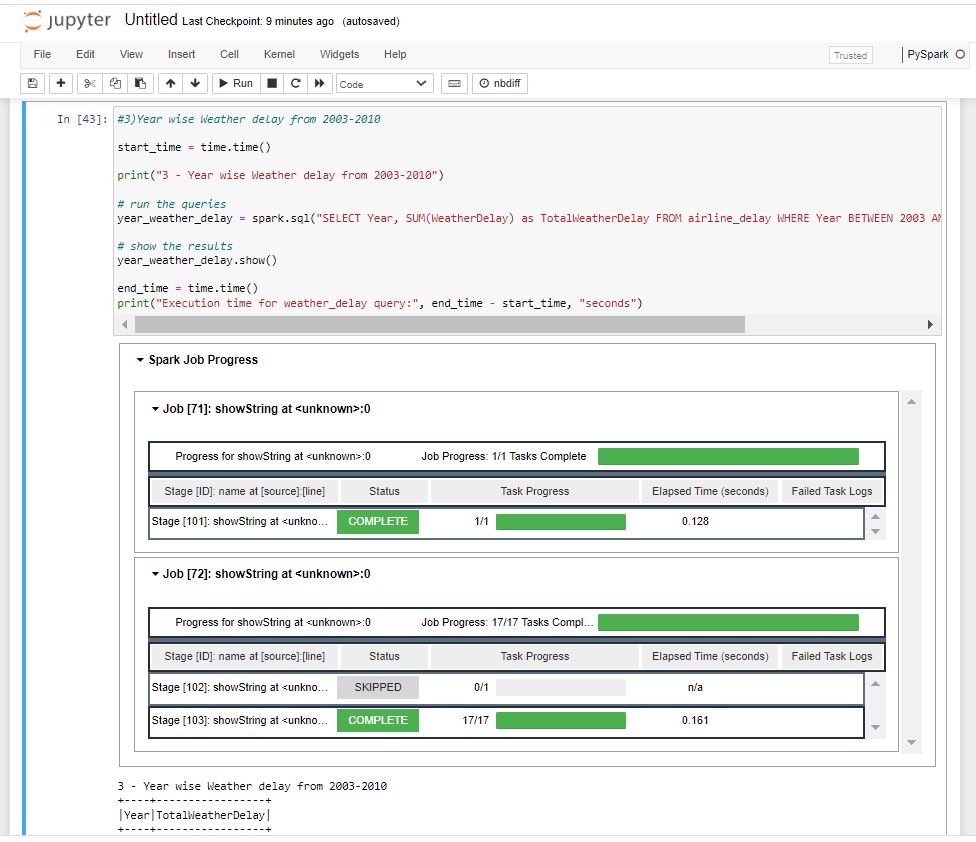 jupyter Untitled Last Checkpoint: 9 minutes ago (autosaved)
File Edit View Insert Cell Kernel Widgets Help Trusted PySpark
Run Code nbdiff
In [43]: #3)Year wise Weather delay from 2003-2010
start_time = time.time()
print("3 - Year wise Weather delay from 2003-2010")
# run the queries
year_weather_delay = spark.sql("SELECT Year, SUM(WeatherDelay) as TotalWeatherDelay FROM airline_delay WHERE Year BETWEEN 2003 AN
# show the results
year_weather_delay.show()
end_time = time.time()
print("Execution time for weather_delay query:", end_time - start_time, "seconds")
Spark Job Progress
Job [71]: showString at <unknown>:0
Progress for showString at <unknown>:0 Job Progress: 1/1 Tasks Complete
Stage [ID]: name at [source]:[line] Status Task Progress Elapsed Time (seconds) Failed Task Logs
Stage [101]: showString at <unkno... COMPLETE 1/1 0.128
Job [72]: showString at <unknown>:0
Progress for showString at <unknown>:0 Job Progress: 17/17 Tasks Compl...
Stage [ID]: name at [source]:[line] Status Task Progress Elapsed Time (seconds) Failed Task Logs
Stage [102]: showString at <unkno... SKIPPED 0/1 n/a
Stage [103]: showString at <unkno... COMPLETE 17/17 0.161
3 - Year wise Weather delay from 2003-2010
+----+-----------------+
|Year|TotalWeatherDelay|
+----+-----------------+